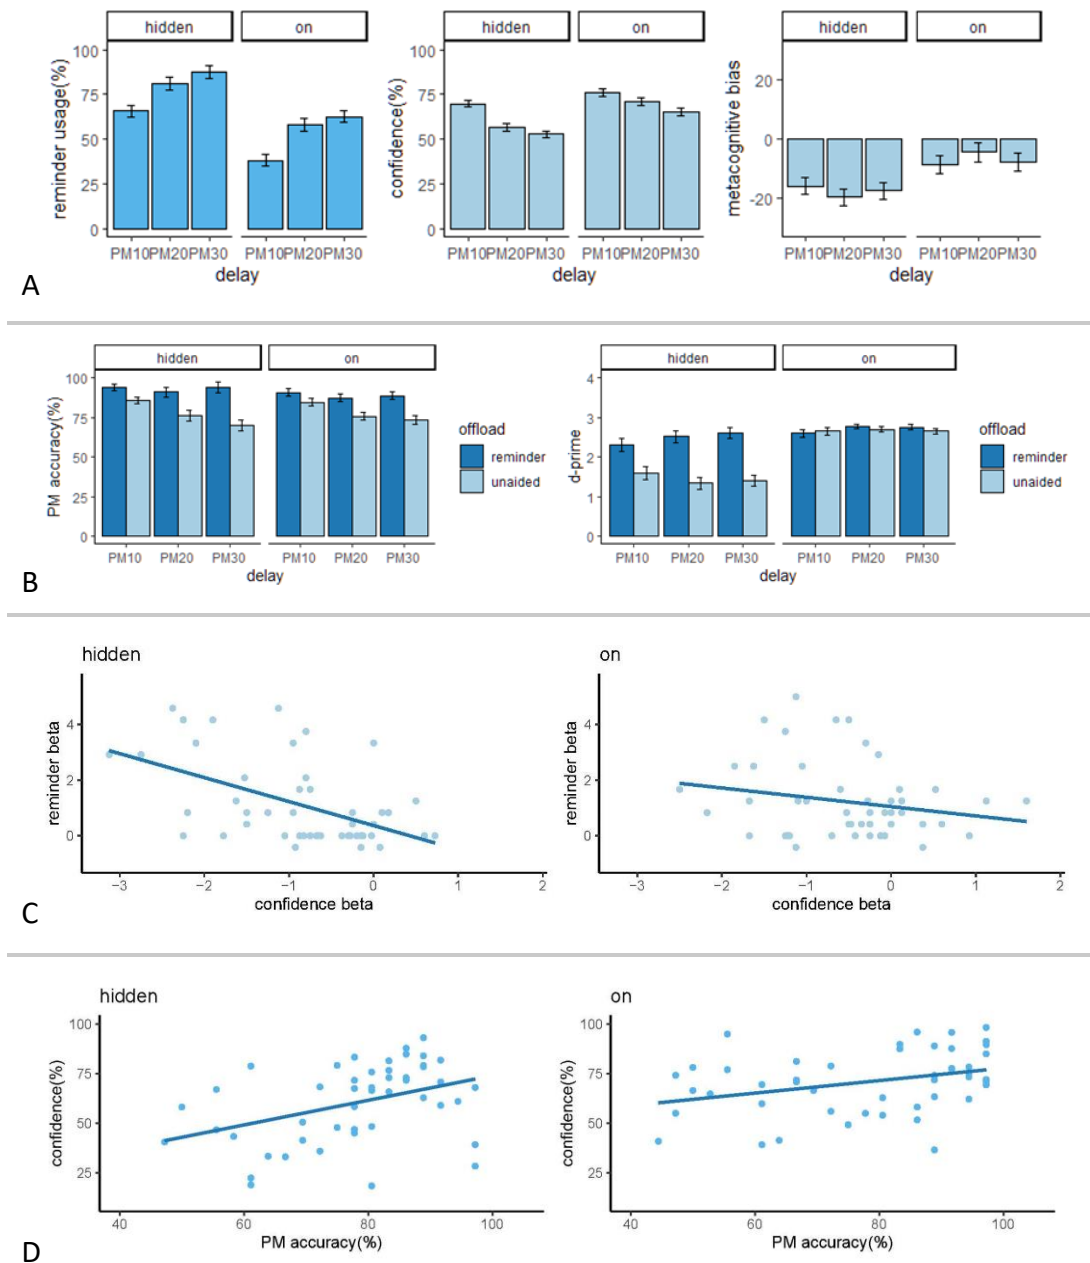 hidden on
reminder usage(%)
100
75
50
25
0
PM10PM20PM30 PM10PM20PM30
delay
hidden on
confidence(%)
100
75
50
25
0
PM10PM20PM30 PM10PM20PM30
delay
hidden on
metacognitive bias
20
0
-20
PM10PM20PM30 PM10PM20PM30
delay
A
hidden on
PM accuracy(%)
100
75
50
25
0
PM10 PM20 PM30 PM10 PM20 PM30
delay
offload
reminder
unaided
hidden on
d-prime
4
3
2
1
0
PM10 PM20 PM30 PM10 PM20 PM30
delay
offload
reminder
unaided
B
hidden
reminder beta
4
2
0
−3 −2 −1 0 1 2
confidence beta
on
reminder beta
4
2
0
−3 −2 −1 0 1 2
confidence beta
C
hidden
confidence(%)
100
75
50
25
40 60 80 100
PM accuracy(%)
on
confidence(%)
100
75
50
25
40 60 80 100
PM accuracy(%)
D